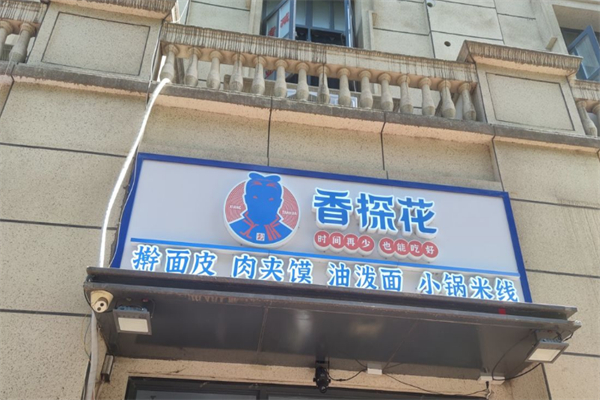 香探花
时间再少 也能吃好
擀面皮 肉夹馍 油泼面 小锅米线